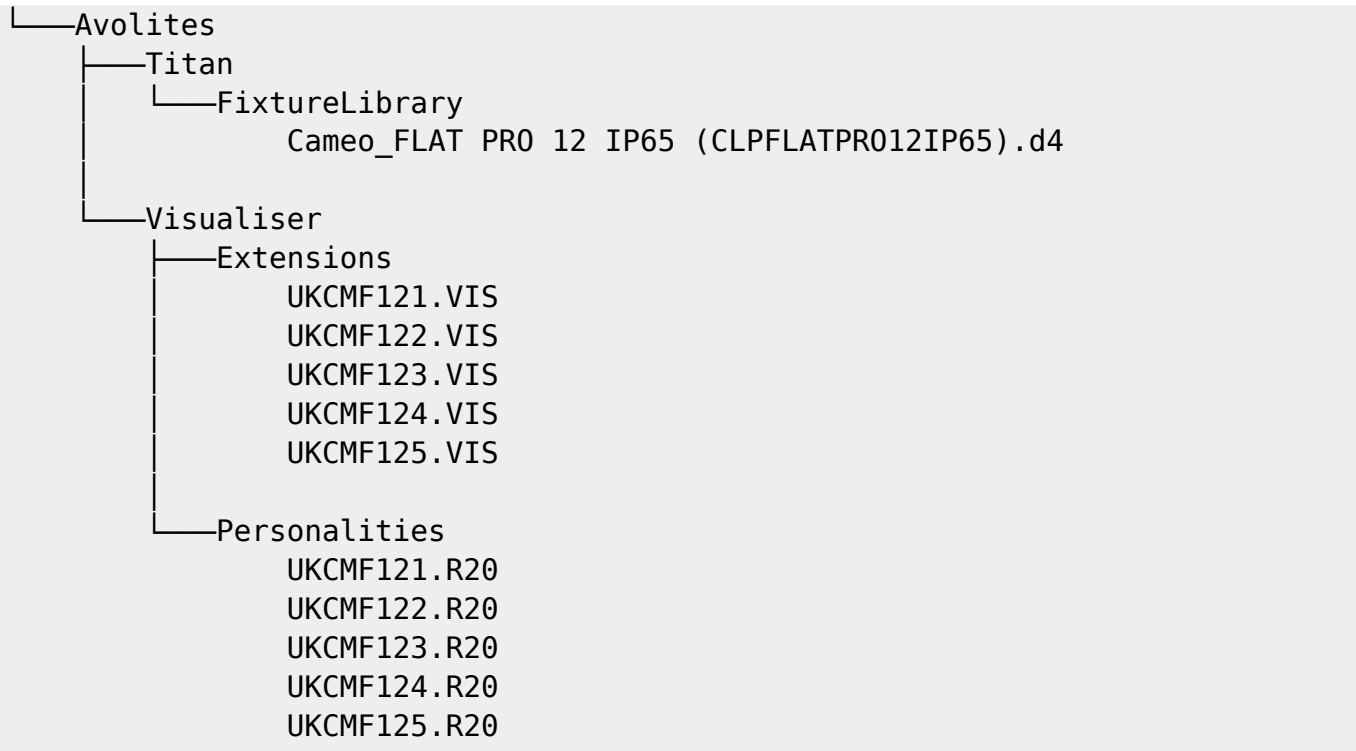 └───Avolites
    ├───Titan
    │   └───FixtureLibrary
    │           Cameo_FLAT PRO 12 IP65 (CLPFLATPRO12IP65).d4
    │
    └───Visualiser
        ├───Extensions
        │       UKCMF121.VIS
        │       UKCMF122.VIS
        │       UKCMF123.VIS
        │       UKCMF124.VIS
        │       UKCMF125.VIS
        │
        └───Personalities
                UKCMF121.R20
                UKCMF122.R20
                UKCMF123.R20
                UKCMF124.R20
                UKCMF125.R20